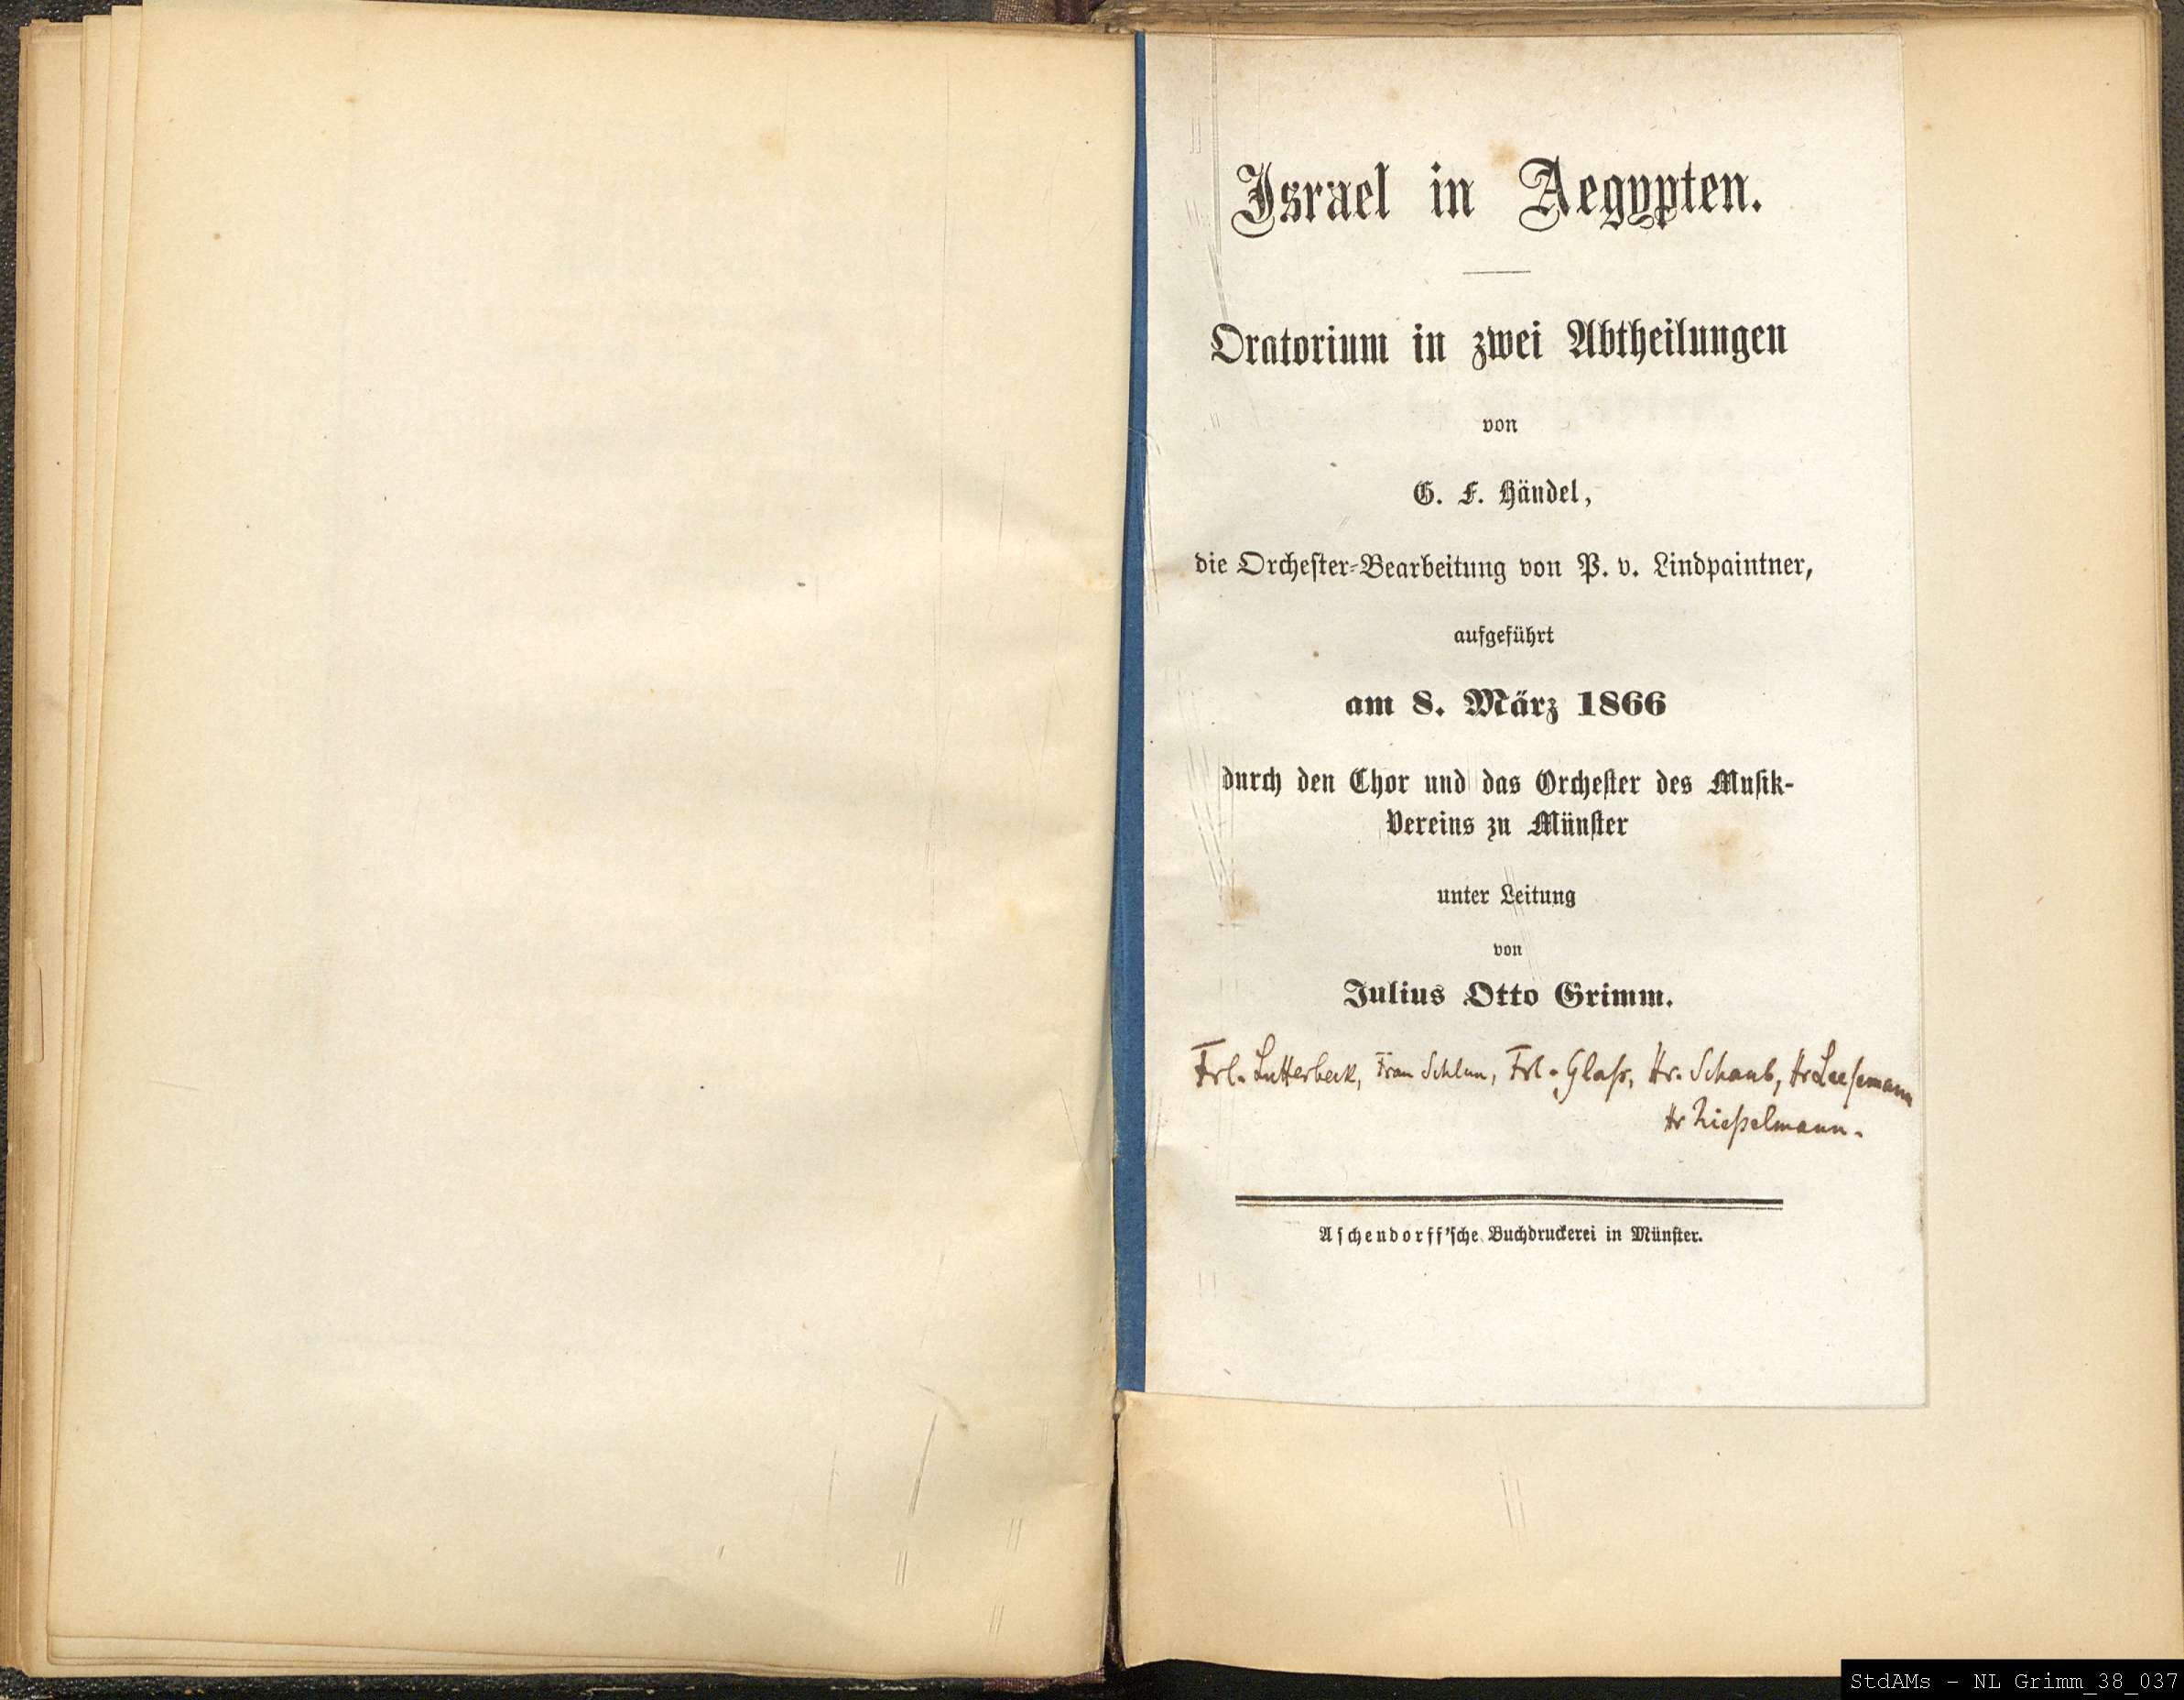 Israel in Aegypten.
Oratorium in zwei Abtheilungen
von
G. F. Händel,
die Orchester-Bearbeitung von P. v. Lindpaintner,
aufgeführt
am 8. März 1866
durch den Chor und das Orchester des Musik-
Vereins zu Münster
unter Leitung
von
Julius Otto Grimm.
Frl. Lutterbeck, Frau Schlun, Frl. Glaß, Hr. Schaub, Hr
Hr
Aschendorff'sche Buchdruckerei in Münster.
StdAMs - NL Grimm_38_037